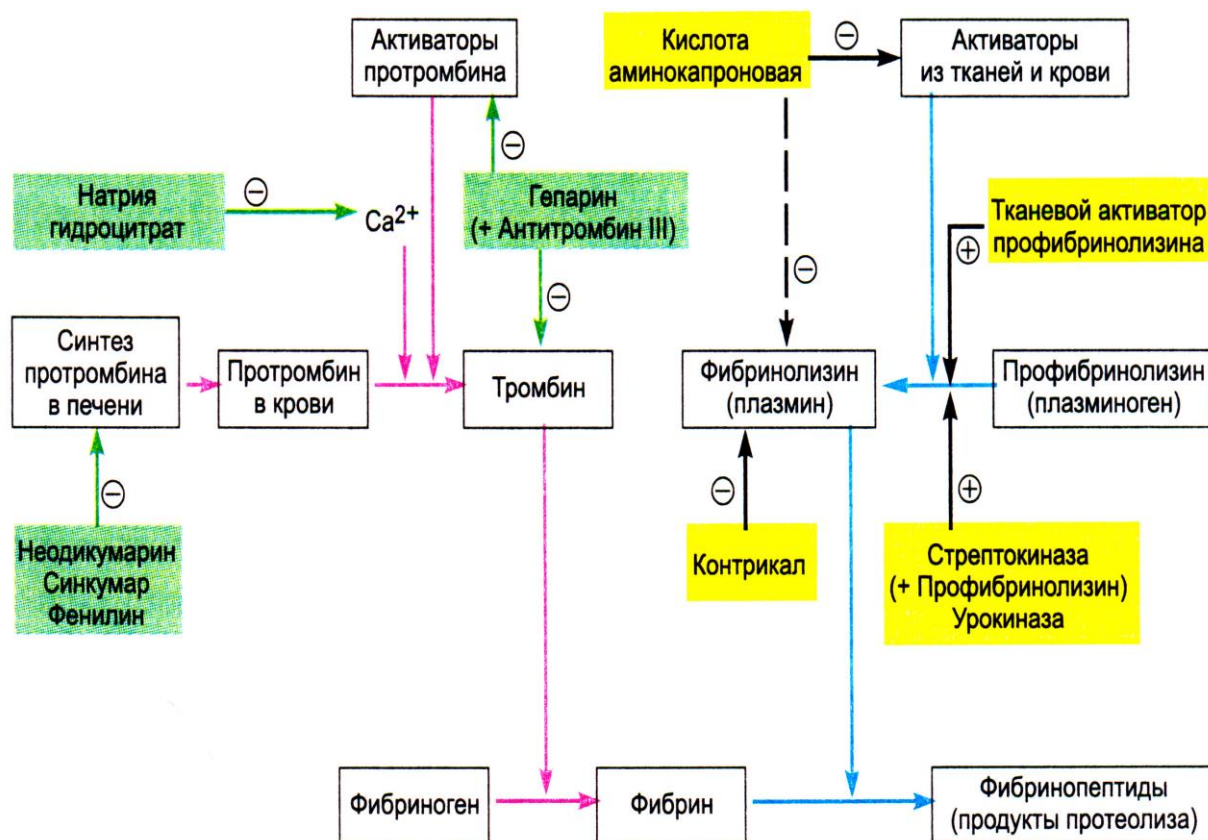 Активаторы
протромбина
Кислота
аминокапроновая
⊖
Активаторы
из тканей и крови
⊖
Натрия
гидроцитрат
⊖
Ca²⁺
Гепарин
(+ Антитромбин III)
⊖
⊖
Тканевой активатор
профибринолизина
⊕
Синтез
протромбина
в печени
Протромбин
в крови
Тромбин
Фибринолизин
(плазмин)
Профибринолизин
(плазминоген)
⊖
⊖
⊕
Неодикумарин
Синкумар
Фенилин
Контрикал
Стрептокиназа
(+ Профибринолизин)
Урокиназа
Фибриноген
Фибрин
Фибринопептиды
(продукты протеолиза)